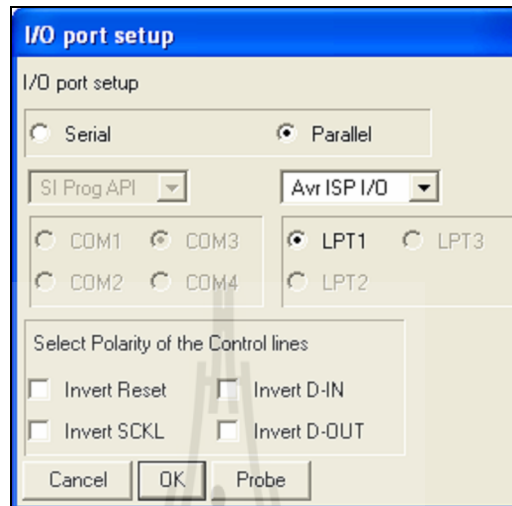 I/O port setup
I/O port setup
Serial Parallel
SI Prog API Avr ISP I/O
COM1 COM3 LPT1 LPT3
COM2 COM4 LPT2
Select Polarity of the Control lines
Invert Reset Invert D-IN
Invert SCKL Invert D-OUT
Cancel OK Probe